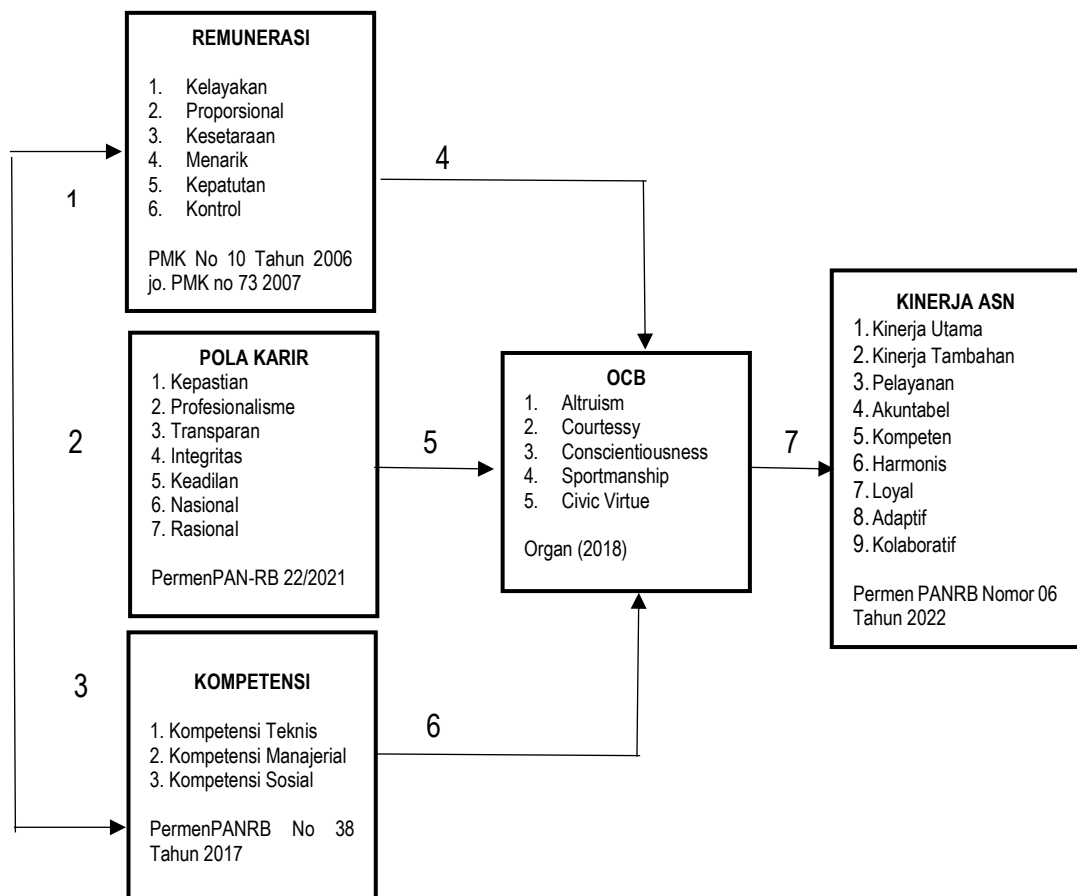 REMUNERASI
1. Kelayakan
2. Proporsional
3. Kesetaraan
4. Menarik
5. Kepatutan
6. Kontrol
PMK No 10 Tahun 2006
jo. PMK no 73 2007
1
4
POLA KARIR
1. Kepastian
2. Profesionalisme
3. Transparan
4. Integritas
5. Keadilan
6. Nasional
7. Rasional
PermenPAN-RB 22/2021
2
5
OCB
1. Altruism
2. Courtessy
3. Conscientiousness
4. Sportmanship
5. Civic Virtue
Organ (2018)
7
KINERJA ASN
1. Kinerja Utama
2. Kinerja Tambahan
3. Pelayanan
4. Akuntabel
5. Kompeten
6. Harmonis
7. Loyal
8. Adaptif
9. Kolaboratif
Permen PANRB Nomor 06
Tahun 2022
3
KOMPETENSI
1. Kompetensi Teknis
2. Kompetensi Manajerial
3. Kompetensi Sosial
PermenPANRB No 38
Tahun 2017
6